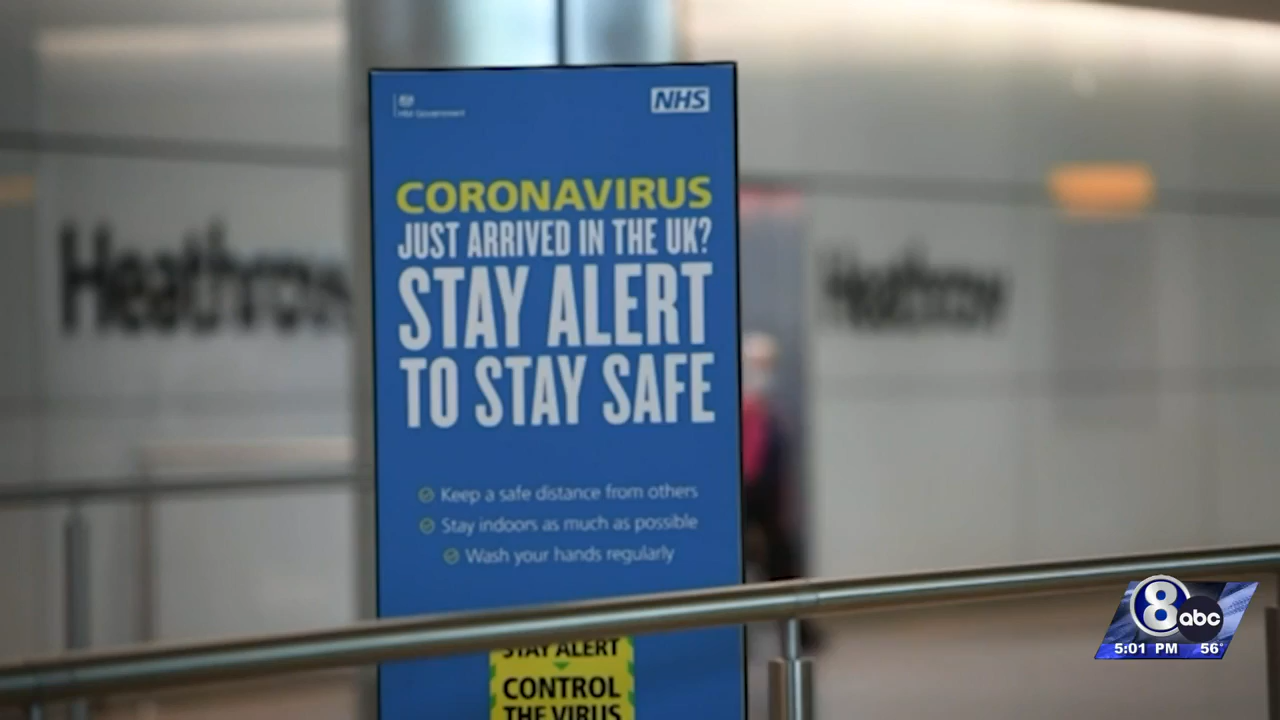 HM Government
NHS
CORONAVIRUS
JUST ARRIVED IN THE UK?
STAY ALERT
TO STAY SAFE
Keep a safe distance from others
Stay indoors as much as possible
Wash your hands regularly
STAY ALERT
CONTROL
THE VIRUS
Heathrow
Heathrow
8 abc
5:01 PM 56°